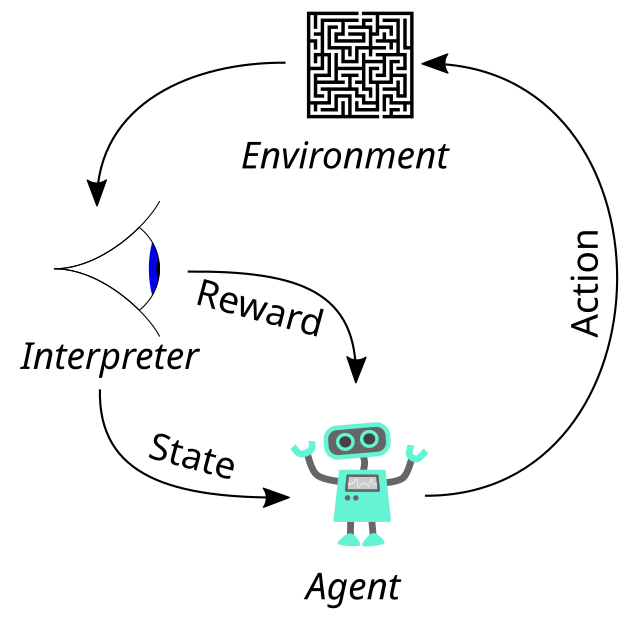 Environment
Action
Reward
Interpreter
State
Agent